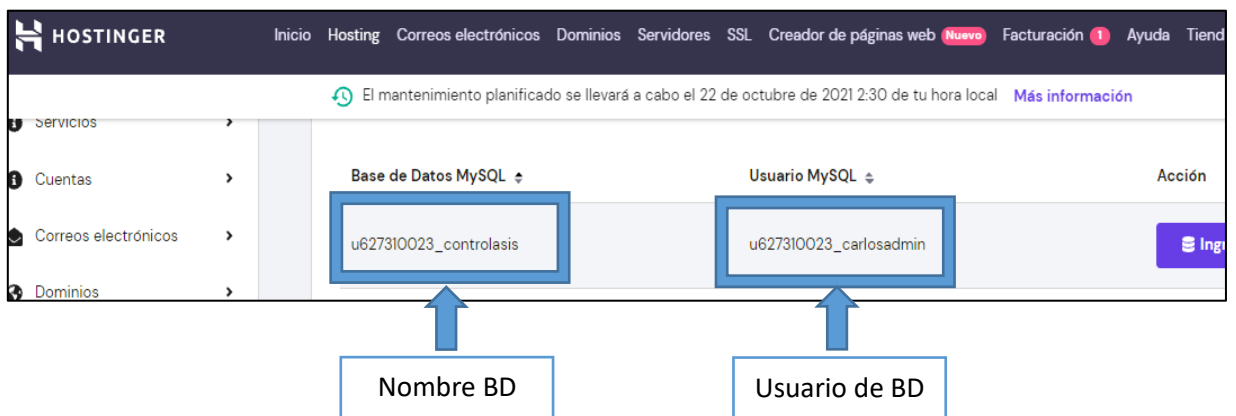 HOSTINGER Inicio Hosting Correos electrónicos Dominios Servidores SSL Creador de páginas web Nuevo Facturación 1 Ayuda Tiend
El mantenimiento planificado se llevará a cabo el 22 de octubre de 2021 2:30 de tu hora local Más información
Servicios
Cuentas
Correos electrónicos
Dominios
Base de Datos MySQL Usuario MySQL Acción
u627310023_controlasis u627310023_carlosadmin Ingr
Nombre BD Usuario de BD